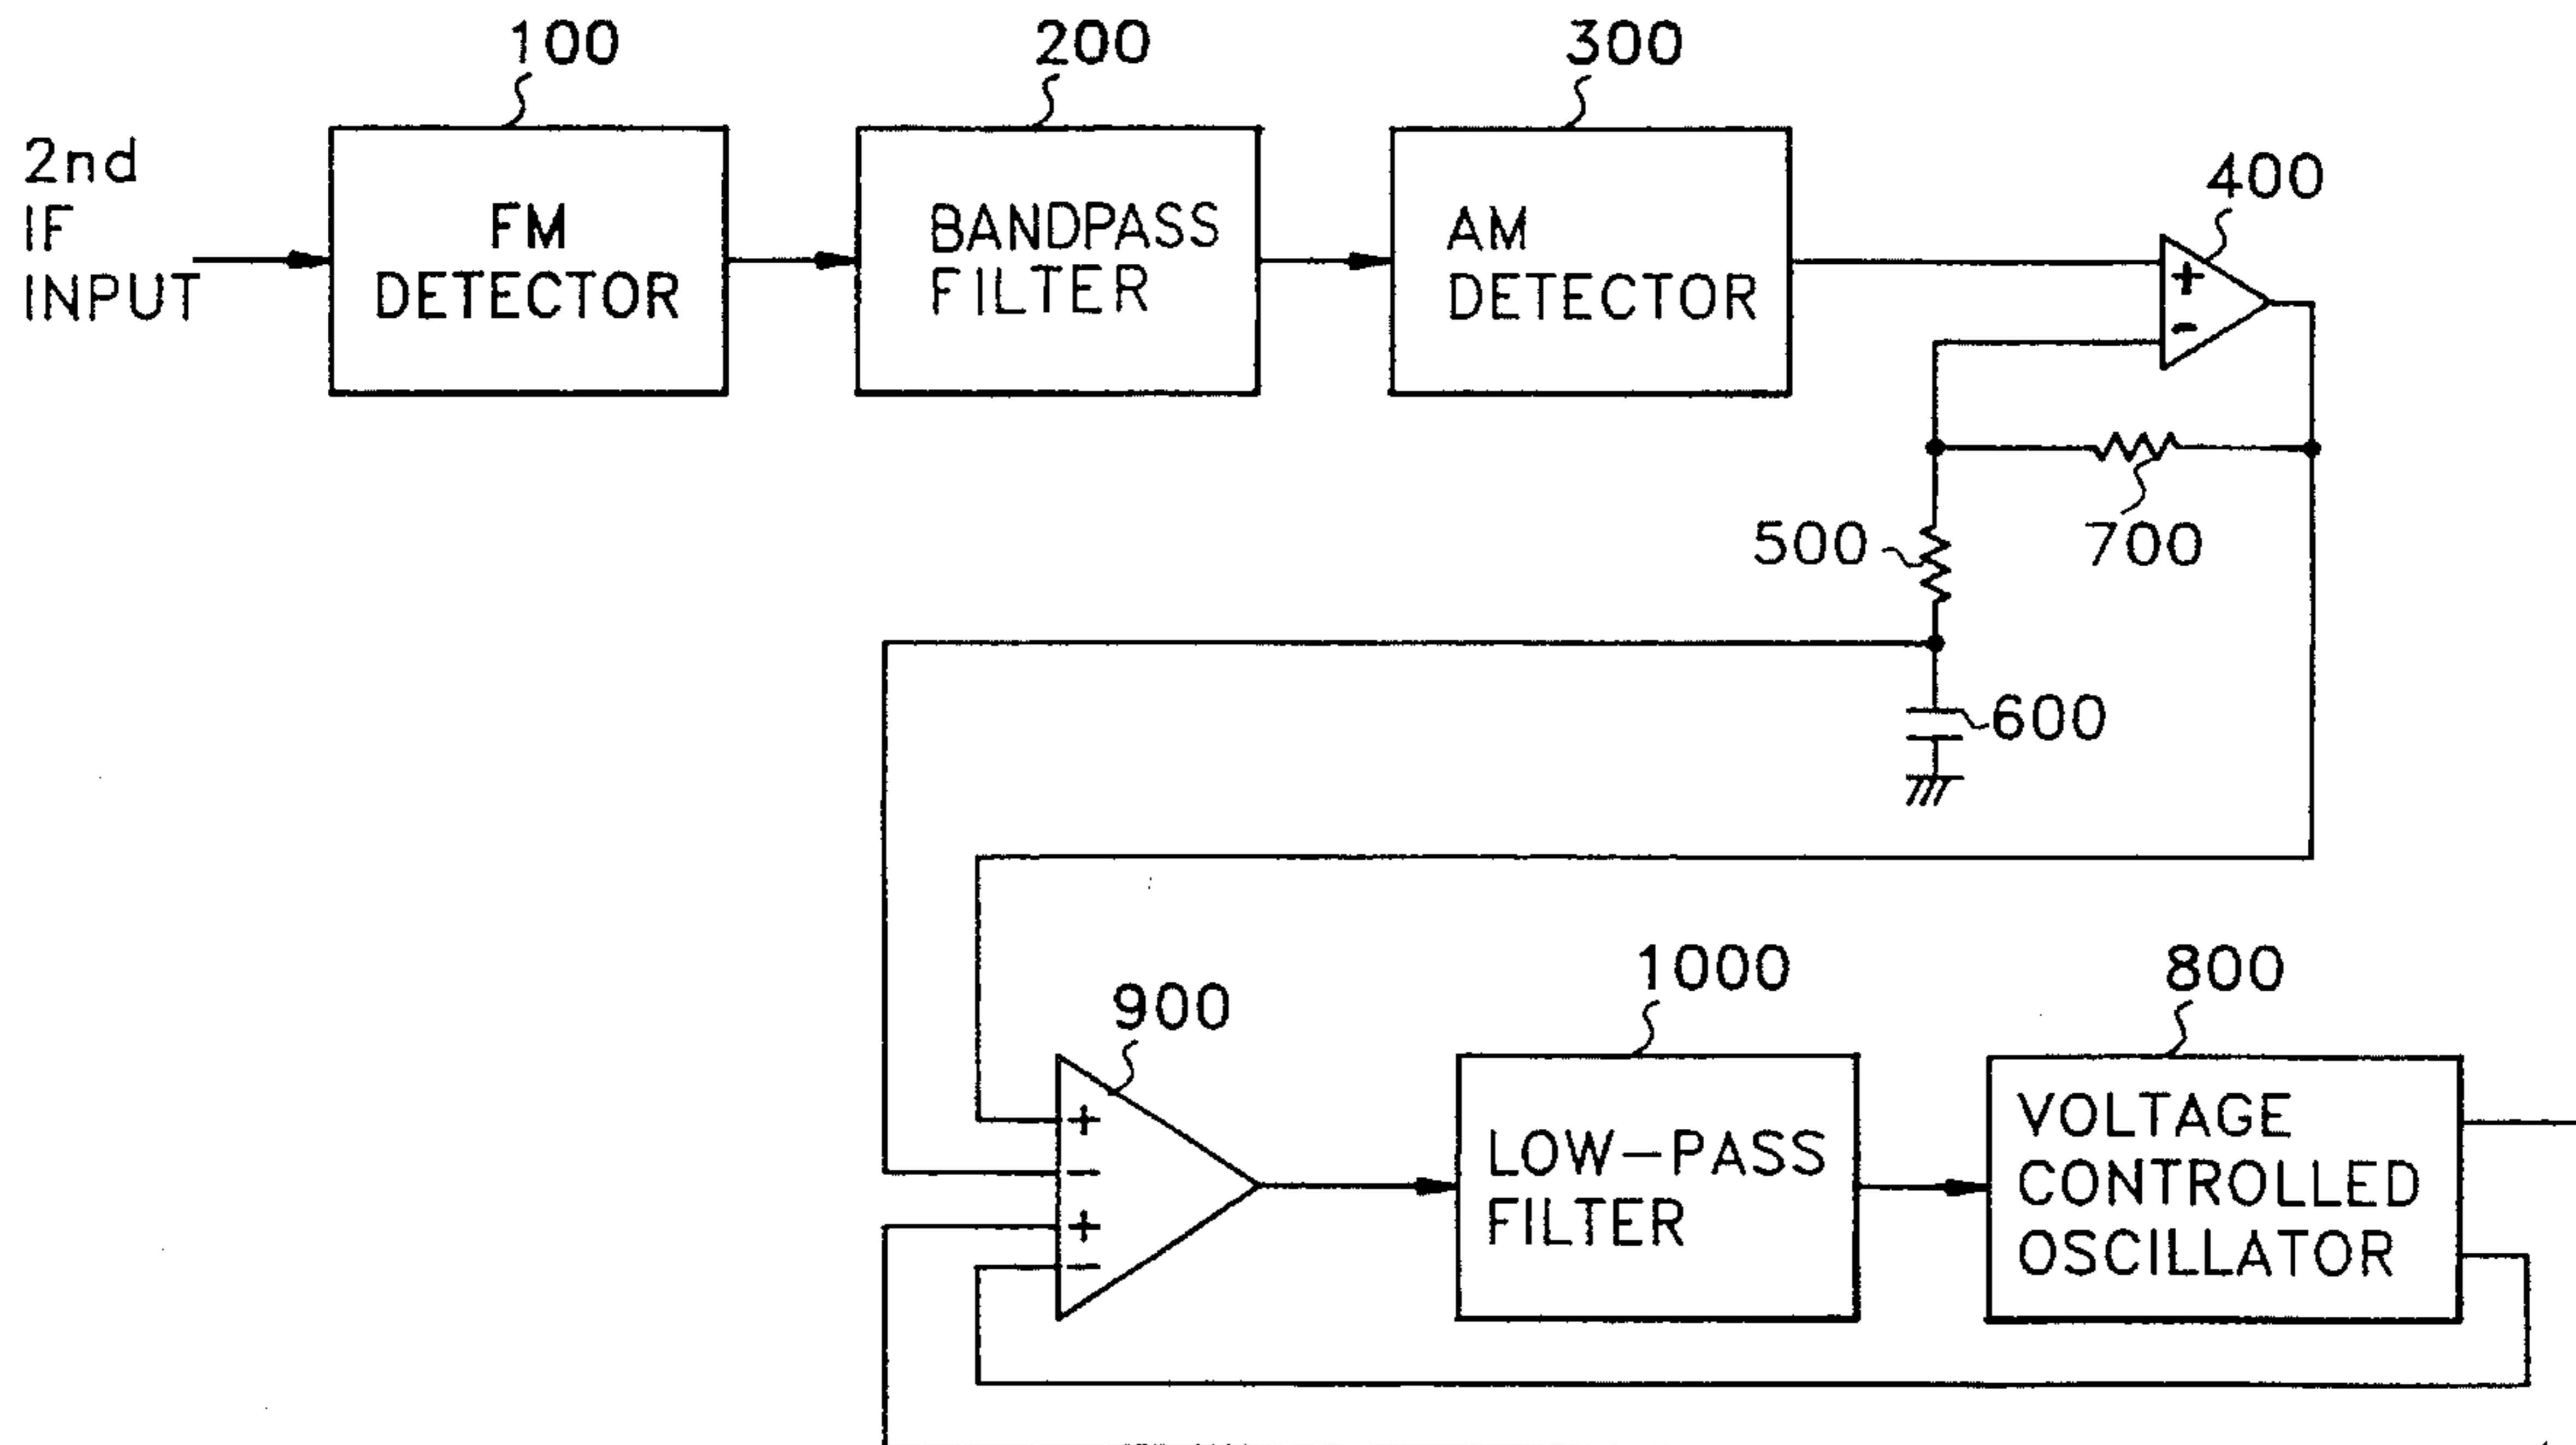 100
200
300
2nd
IF
INPUT
FM
DETECTOR
BANDPASS
FILTER
AM
DETECTOR
400
+
-
500
700
600
900
1000
800
+
−
+
−
LOW-PASS
FILTER
VOLTAGE
CONTROLLED
OSCILLATOR